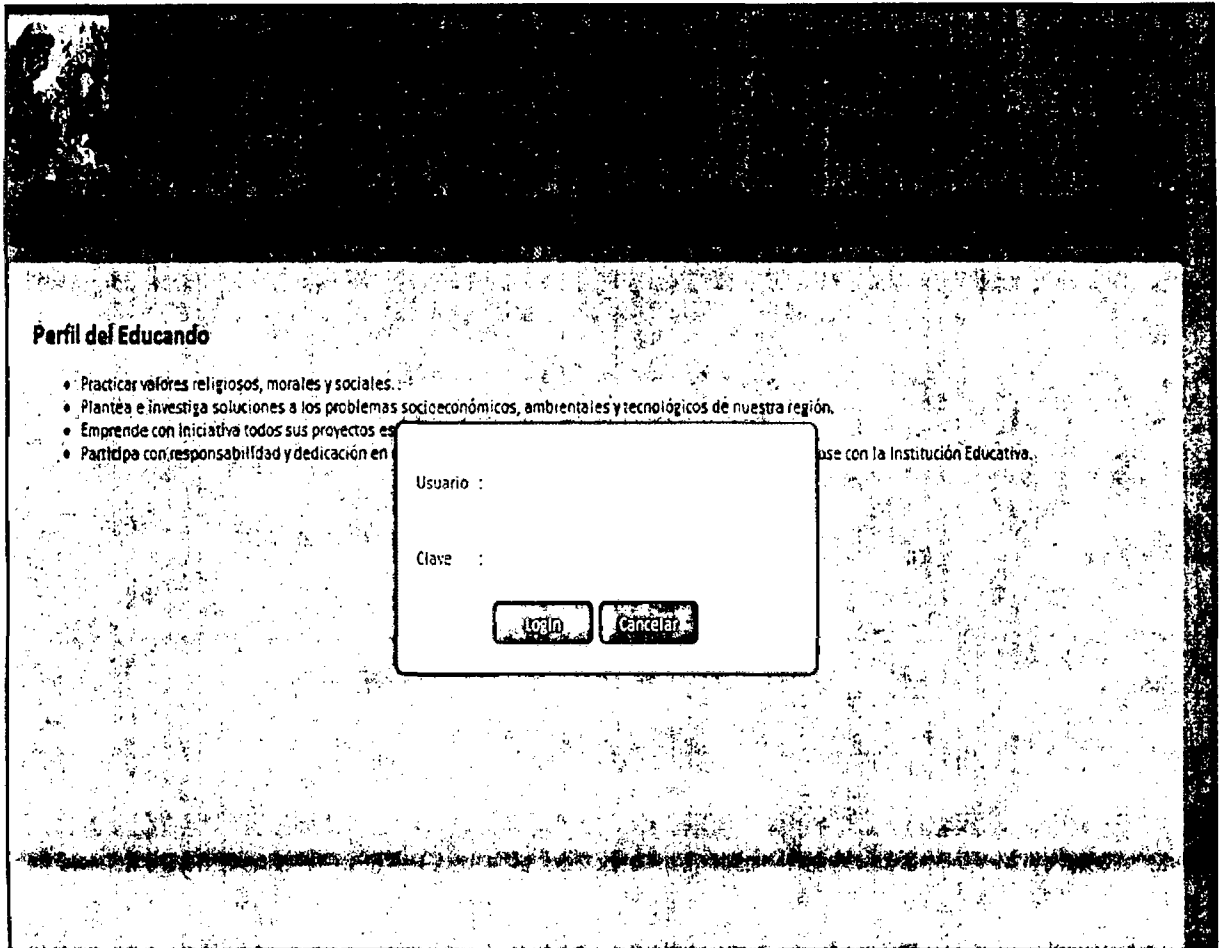 Perfil del Educando
• Practicar valores religiosos, morales y sociales.
• Plantea e investiga soluciones a los problemas socioeconómicos, ambientales y tecnológicos de nuestra región.
• Emprende con iniciativa todos sus proyectos es
• Participa con responsabilidad y dedicación en
se con la Institución Educativa.
Usuario :
Clave :
Login Cancelar